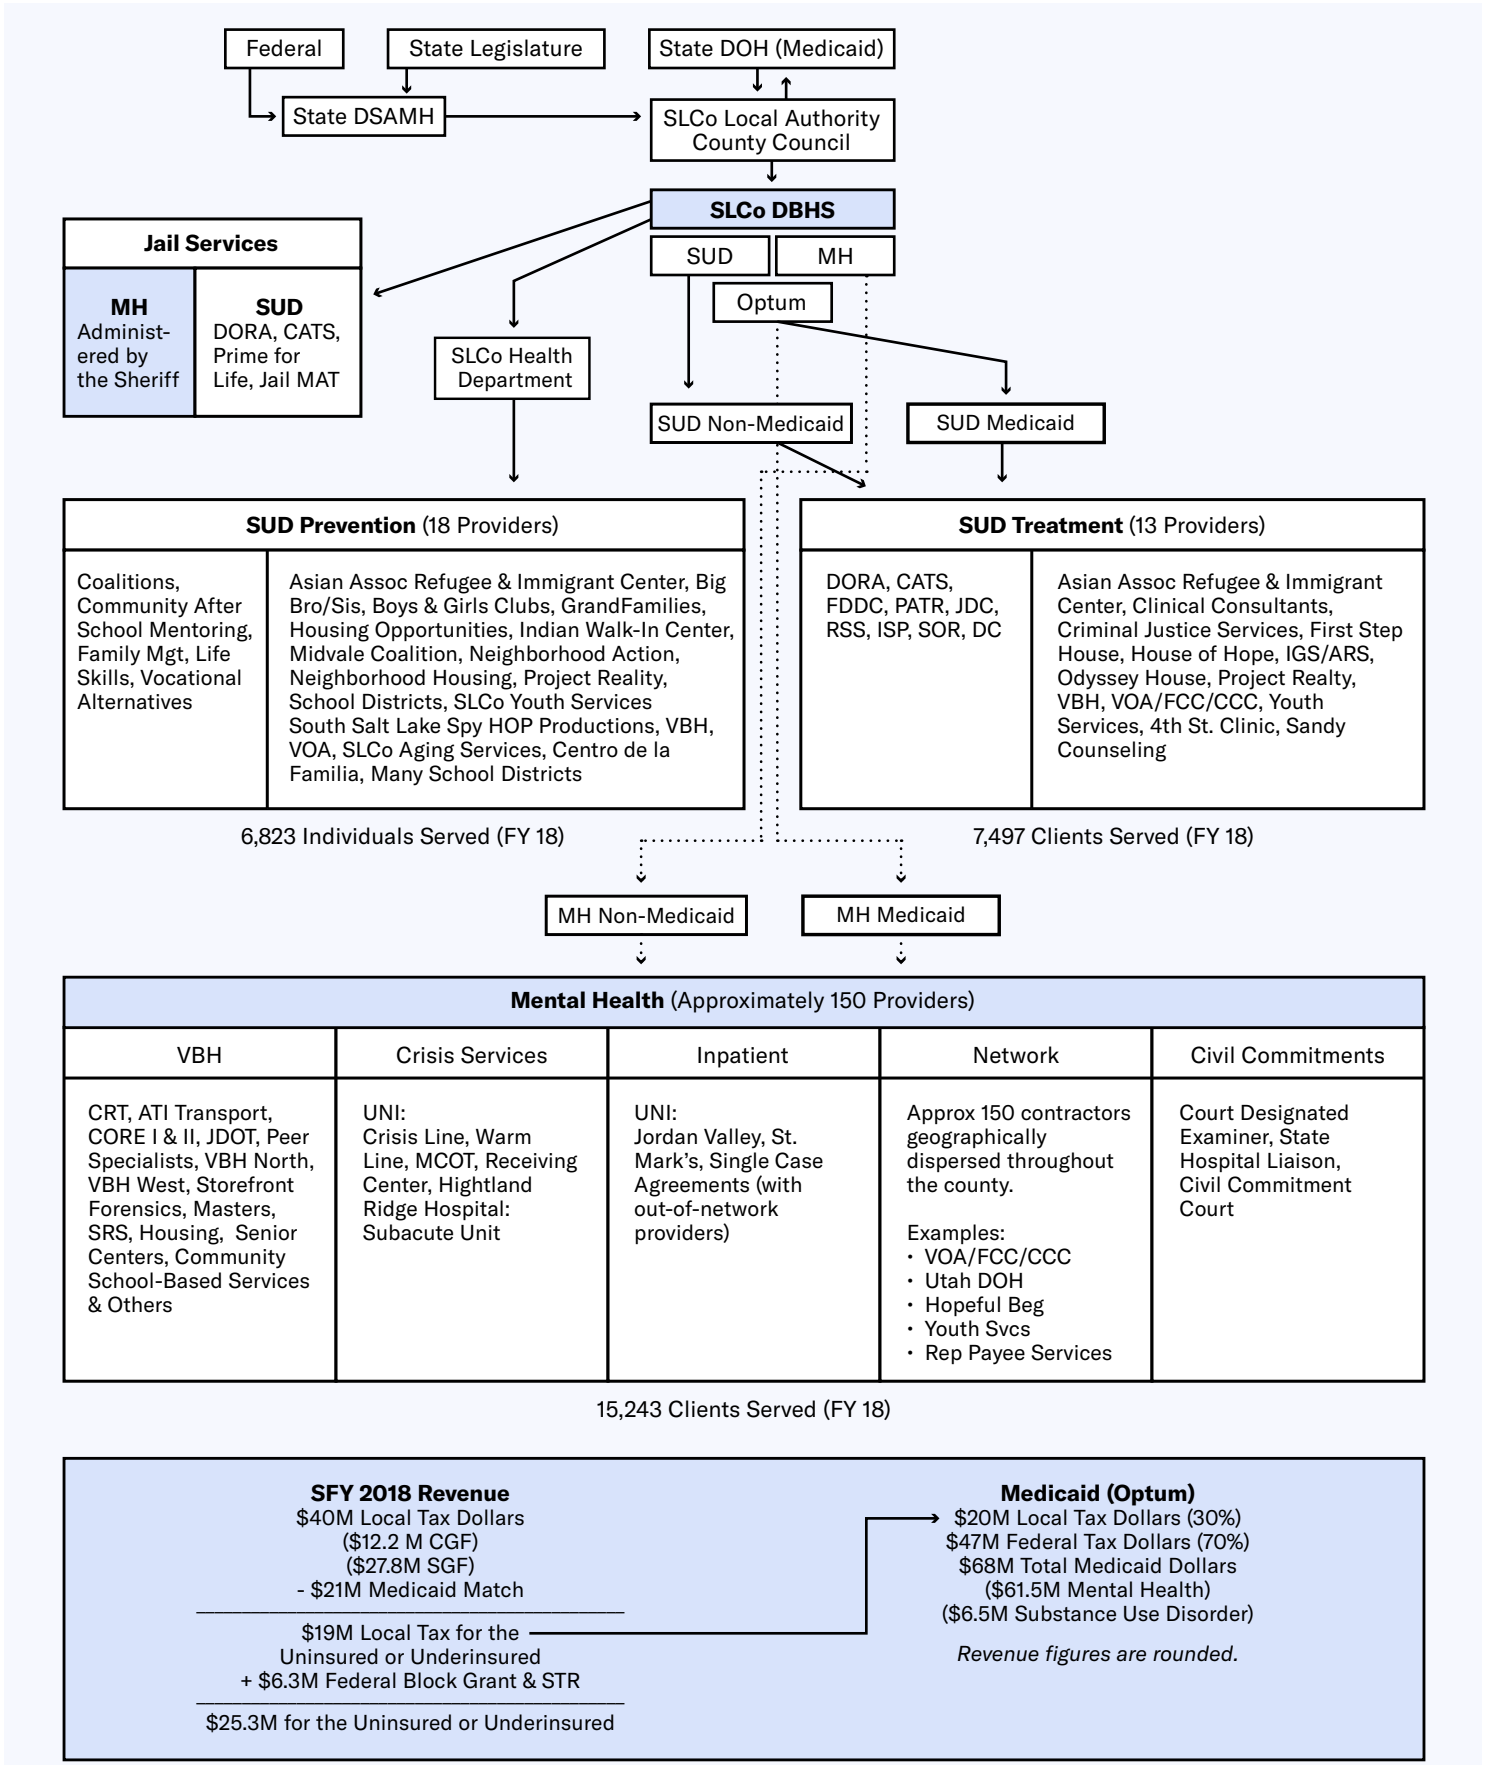 Federal
State Legislature
State DOH (Medicaid)
State DSAMH
SLCo Local Authority
County Council
SLCo DBHS
SUD
MH
Optum
Jail Services
MH
Administ-
ered by
the Sheriff
SUD
DORA, CATS,
Prime for
Life, Jail MAT
SLCo Health
Department
SUD Non-Medicaid
SUD Medicaid
SUD Prevention (18 Providers)
Coalitions,
Community After
School Mentoring,
Family Mgt, Life
Skills, Vocational
Alternatives
Asian Assoc Refugee & Immigrant Center, Big
Bro/Sis, Boys & Girls Clubs, GrandFamilies,
Housing Opportunities, Indian Walk-In Center,
Midvale Coalition, Neighborhood Action,
Neighborhood Housing, Project Reality,
School Districts, SLCo Youth Services
South Salt Lake Spy HOP Productions, VBH,
VOA, SLCo Aging Services, Centro de la
Familia, Many School Districts
6,823 Individuals Served (FY 18)
SUD Treatment (13 Providers)
DORA, CATS,
FDDC, PATR, JDC,
RSS, ISP, SOR, DC
Asian Assoc Refugee & Immigrant
Center, Clinical Consultants,
Criminal Justice Services, First Step
House, House of Hope, IGS/ARS,
Odyssey House, Project Realty,
VBH, VOA/FCC/CCC, Youth
Services, 4th St. Clinic, Sandy
Counseling
7,497 Clients Served (FY 18)
MH Non-Medicaid
MH Medicaid
Mental Health (Approximately 150 Providers)
VBH
CRT, ATI Transport,
CORE I & II, JDOT, Peer
Specialists, VBH North,
VBH West, Storefront
Forensics, Masters,
SRS, Housing, Senior
Centers, Community
School-Based Services
& Others
Crisis Services
UNI:
Crisis Line, Warm
Line, MCOT, Receiving
Center, Hightland
Ridge Hospital:
Subacute Unit
Inpatient
UNI:
Jordan Valley, St.
Mark's, Single Case
Agreements (with
out-of-network
providers)
Network
Approx 150 contractors
geographically
dispersed throughout
the county.
Examples:
• VOA/FCC/CCC
• Utah DOH
• Hopeful Beg
• Youth Svcs
• Rep Payee Services
Civil Commitments
Court Designated
Examiner, State
Hospital Liaison,
Civil Commitment
Court
15,243 Clients Served (FY 18)
SFY 2018 Revenue
$40M Local Tax Dollars
($12.2 M CGF)
($27.8M SGF)
- $21M Medicaid Match
$19M Local Tax for the
Uninsured or Underinsured
+ $6.3M Federal Block Grant & STR
$25.3M for the Uninsured or Underinsured
Medicaid (Optum)
$20M Local Tax Dollars (30%)
$47M Federal Tax Dollars (70%)
$68M Total Medicaid Dollars
($61.5M Mental Health)
($6.5M Substance Use Disorder)
Revenue figures are rounded.